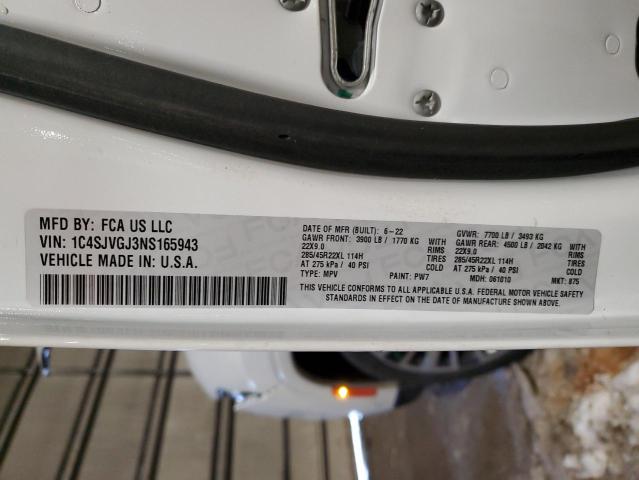 MFD BY: FCA US LLC
VIN: 1C4SJVGJ3NS165943
VEHICLE MADE IN: U.S.A.
DATE OF MFR (BUILT): 6-22 GVWR: 7700 LB / 3493 KG
GAWR FRONT: 3900 LB / 1770 KG WITH GAWR REAR: 4500 LB / 2042 KG WITH
22X9.0 RIMS 22X9.0 RIMS
285/45R22XL 114H TIRES 285/45R22XL 114H TIRES
AT 275 kPa / 40 PSI COLD AT 275 kPa / 40 PSI COLD
TYPE: MPV PAINT: PW7 MDH: 061010 MKT: 875
THIS VEHICLE CONFORMS TO ALL APPLICABLE U.S.A. FEDERAL MOTOR VEHICLE SAFETY
STANDARDS IN EFFECT ON THE DATE OF MANUFACTURE SHOWN ABOVE.